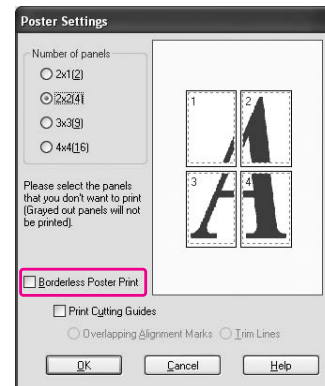 Poster Settings
Number of panels
2x1(2)
2x2(4)
3x3(9)
4x4(16)
1 2
3 4
A
Please select the panels
that you don't want to print
(Grayed out panels will not
be printed).
Borderless Poster Print
Print Cutting Guides
Overlapping Alignment Marks Trim Lines
OK Cancel Help